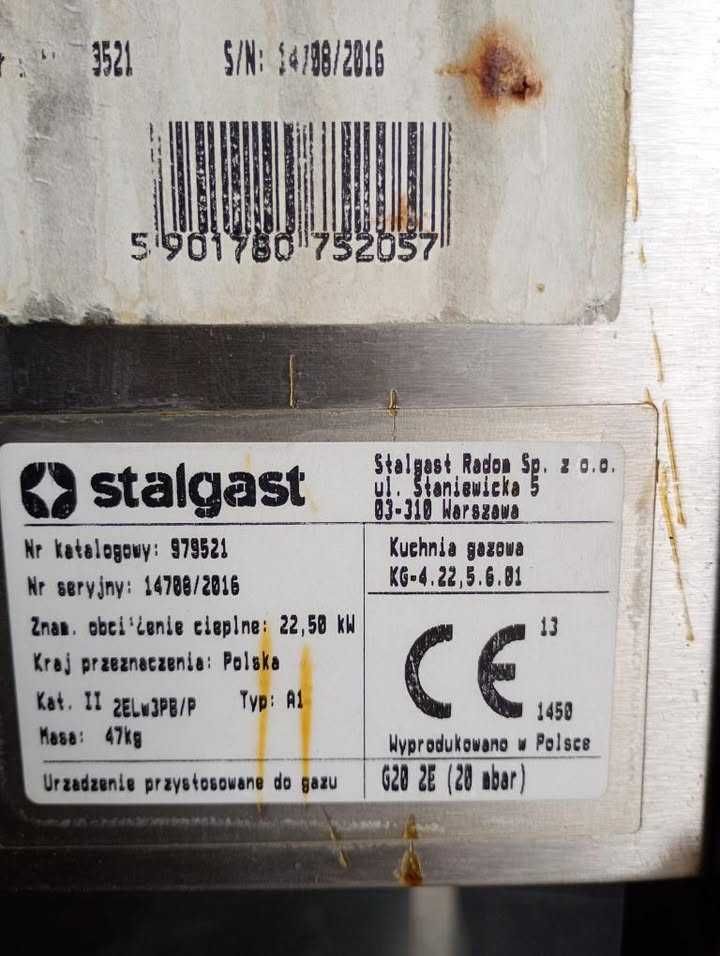 9521 S/N: 14708/2016
5 901780 752057
stalgast
Stalgast Radom Sp. z o.o.
ul. Staniewicka 5
03-310 Warszawa
Nr katalogowy: 979521
Nr seryjny: 14708/2016
Znam. obciążenie cieplne: 22,50 kW
Kraj przeznaczenia: Polska
Kat. II 2ELw3PB/P Typ: A1
Masa: 47kg
Kuchnia gazowa
KG-4.22,5.6.01
CE 13
1450
Wyprodukowano w Polsce
Urzadzenie przystosowane do gazu G20 2E (20 mbar)